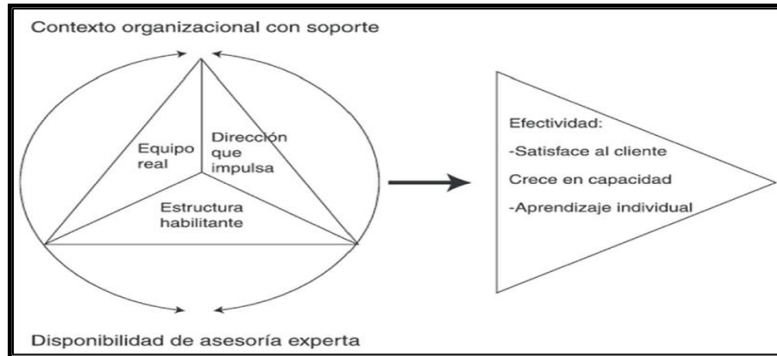 Contexto organizacional con soporte
Equipo
real
Dirección
que
impulsa
Estructura
habilitante
Efectividad:
-Satisface al cliente
Crece en capacidad
-Aprendizaje individual
Disponibilidad de asesoría experta